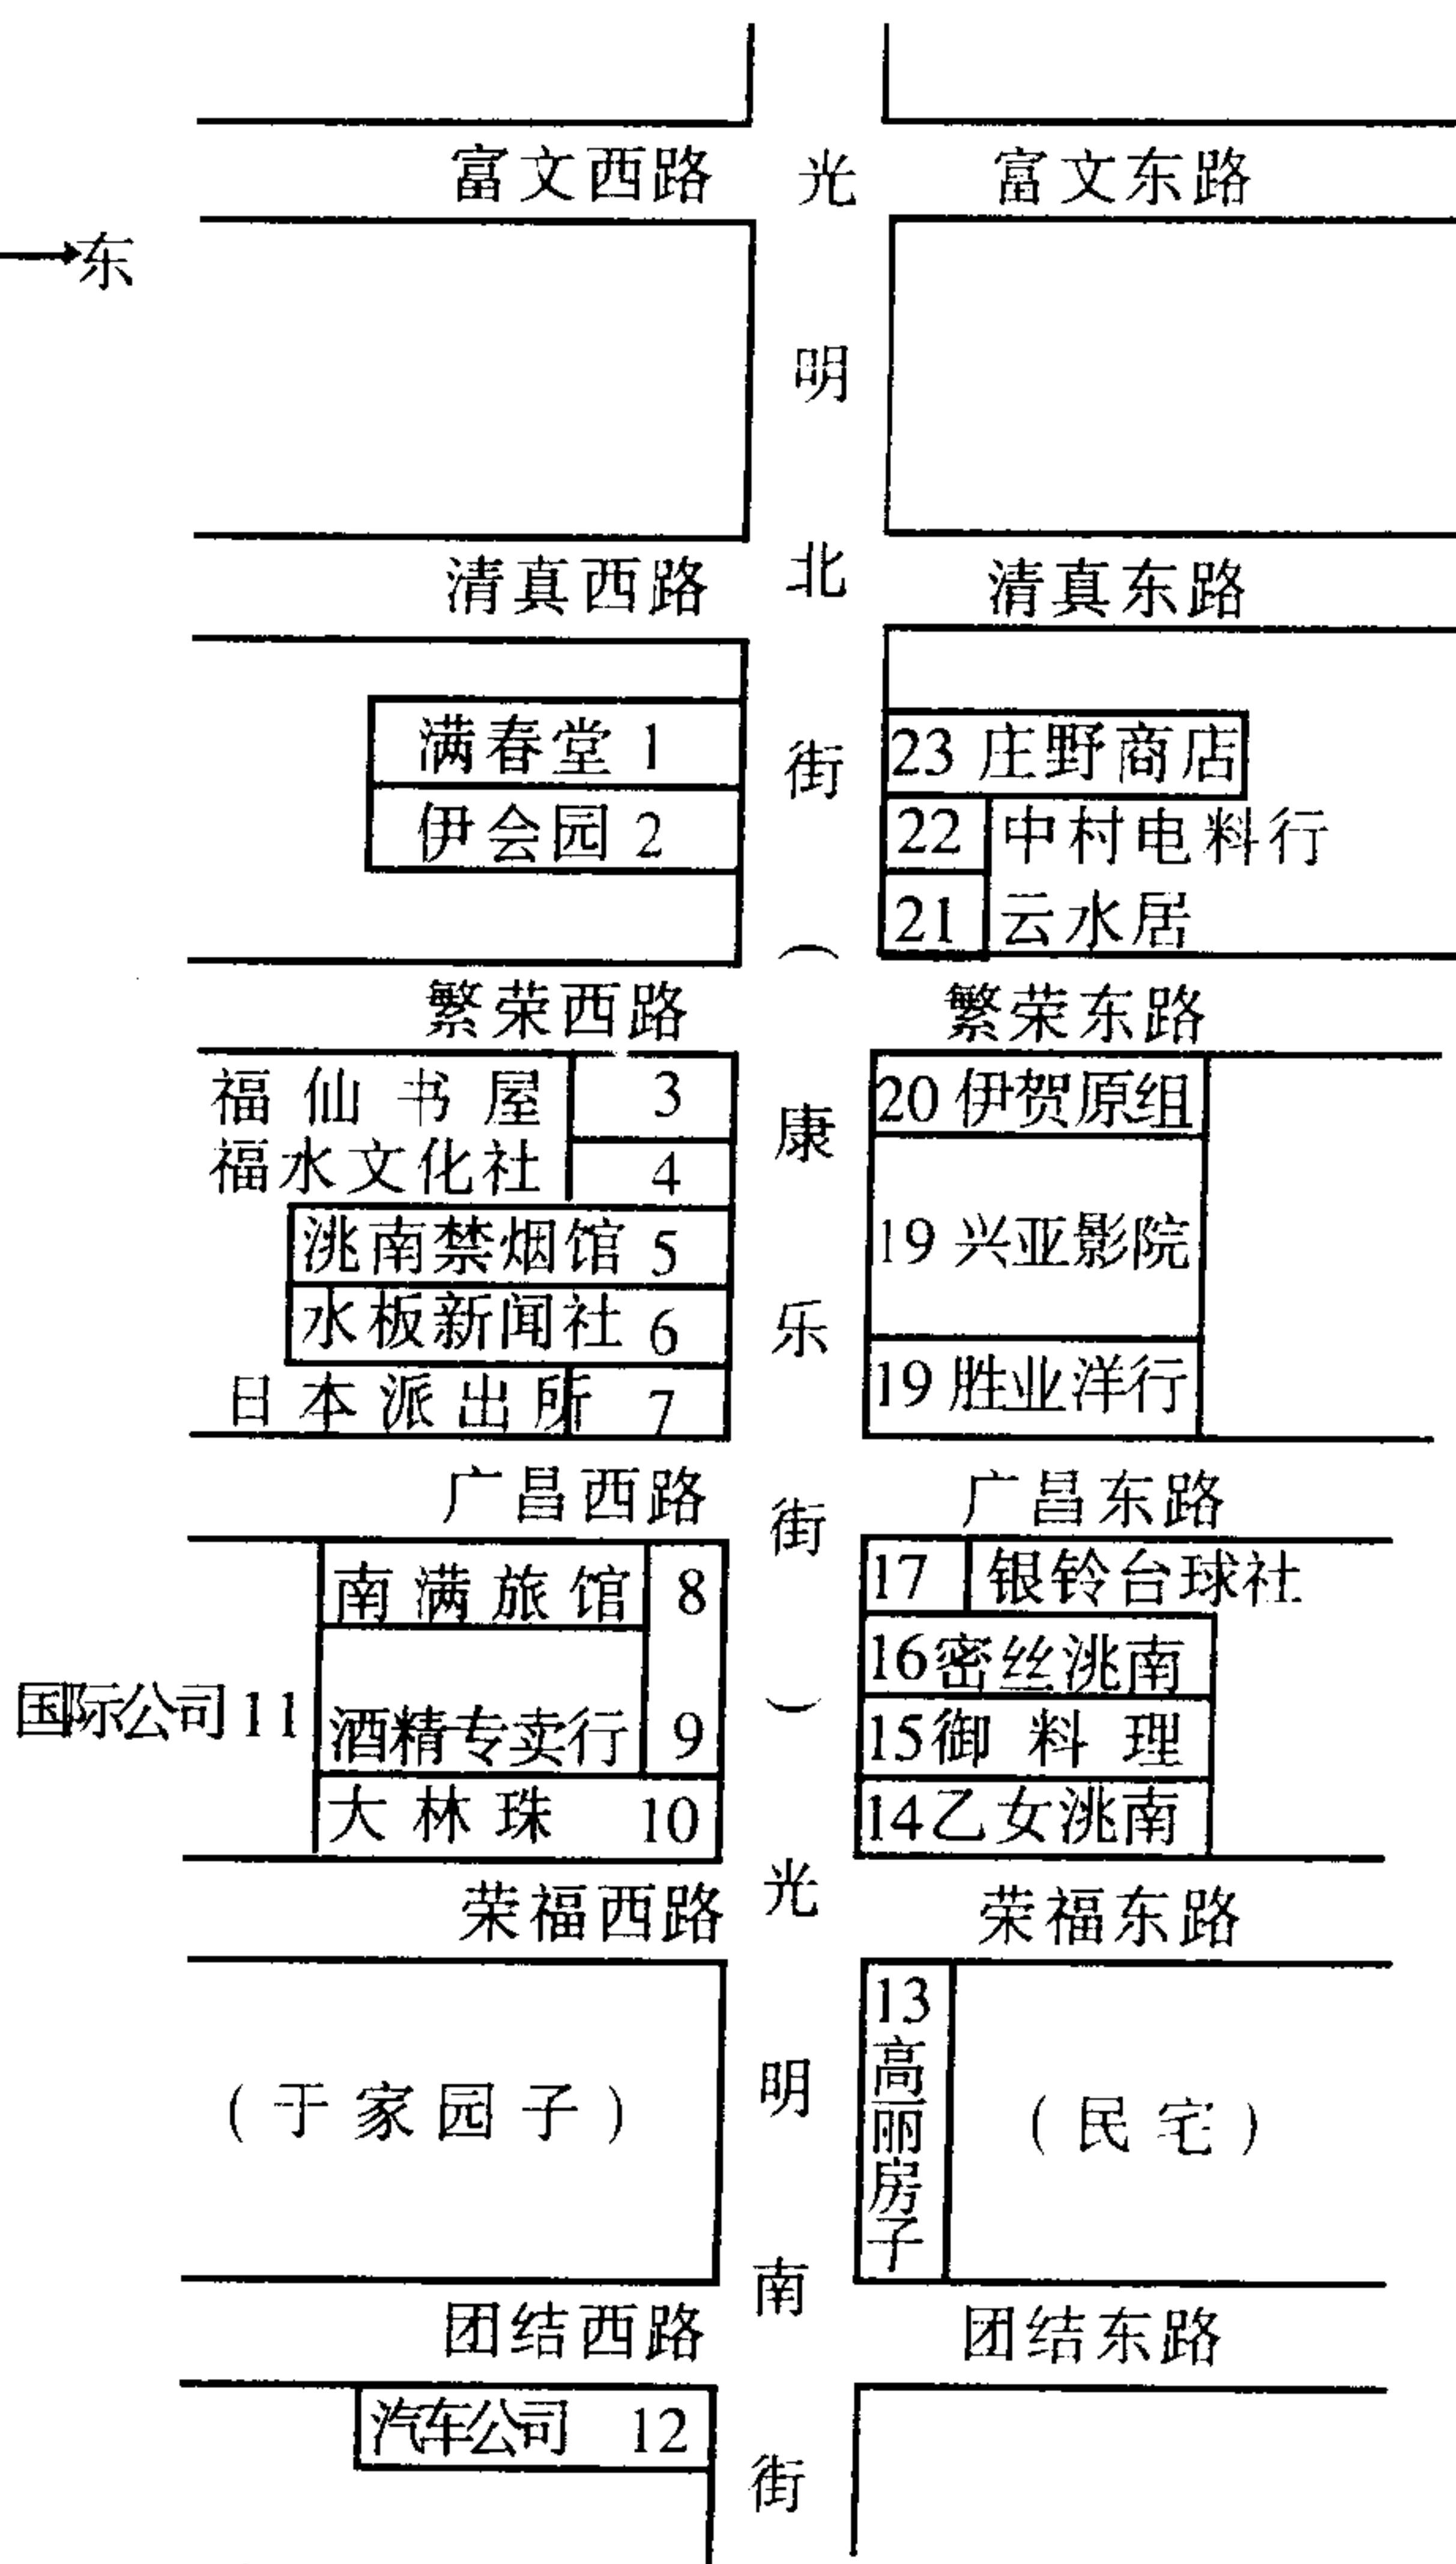 富文西路 光 富文东路
东
明
清真西路 北 清真东路
满春堂 1 街 23 庄野商店
伊会园 2 22 中村电料行
( 21 云水居
繁荣西路 繁荣东路
福仙书屋 3 康 20 伊贺原组
福水文化社 4
洮南禁烟馆 5 19 兴亚影院
水板新闻社 6 乐
日本派出所 7 19 胜业洋行
广昌西路 街 广昌东路
南满旅馆 8 17 银铃台球社
16 密丝洮南
国际公司 11 酒精专卖行 9 ) 15 御料理
大林珠 10 14 乙女洮南
荣福西路 光 荣福东路
(于家园子) 明 13 高丽房子 (民宅)
南
团结西路 团结东路
汽车公司 12
街